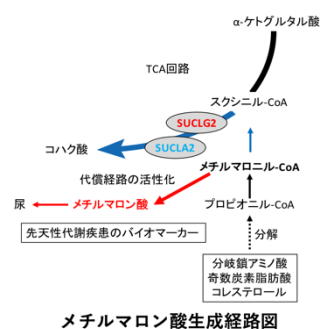 α-ケトグルタル酸
TCA回路
スクシニル-CoA
SUCLG2
SUCLA2
コハク酸
メチルマロニル-CoA
代償経路の活性化
尿
メチルマロン酸
プロピオニル-CoA
先天性代謝疾患のバイオマーカー
分解
分岐鎖アミノ酸
奇数炭素脂肪酸
コレステロール
メチルマロン酸生成経路図